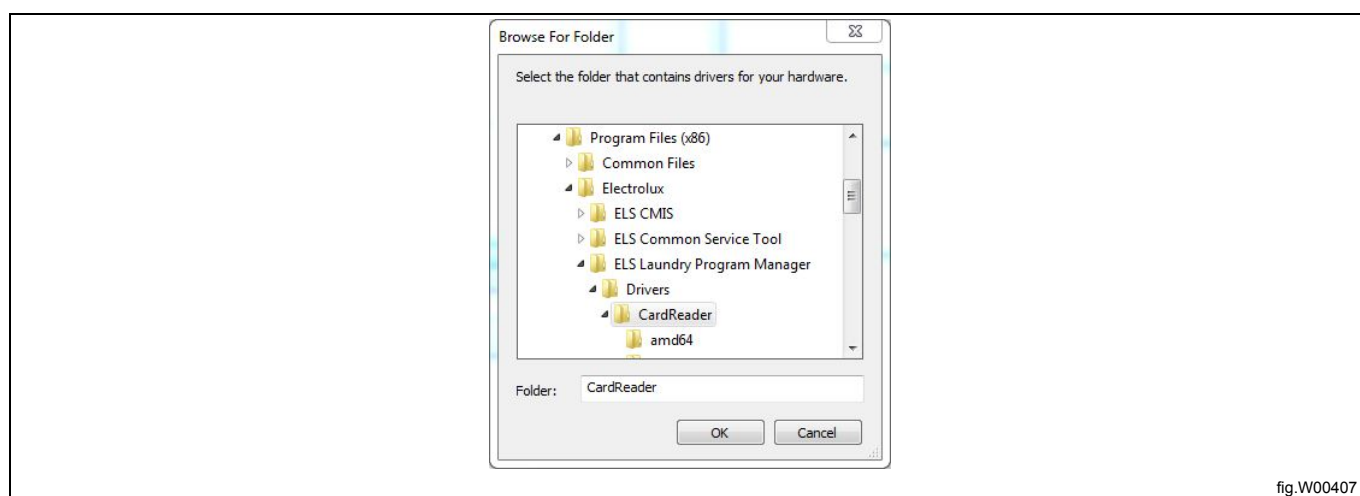 Browse For Folder
Select the folder that contains drivers for your hardware.
Program Files (x86)
Common Files
Electrolux
ELS CMIS
ELS Common Service Tool
ELS Laundry Program Manager
Drivers
CardReader
amd64
Folder: CardReader
OK Cancel
fig.W00407